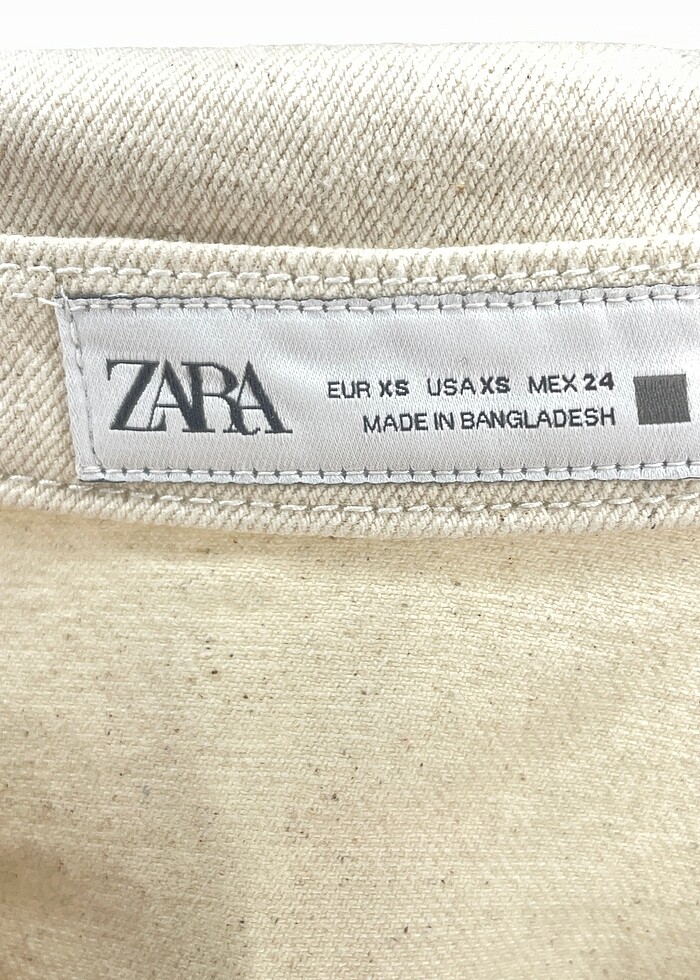 ZARA
EUR XS USA XS MEX 24
MADE IN BANGLADESH